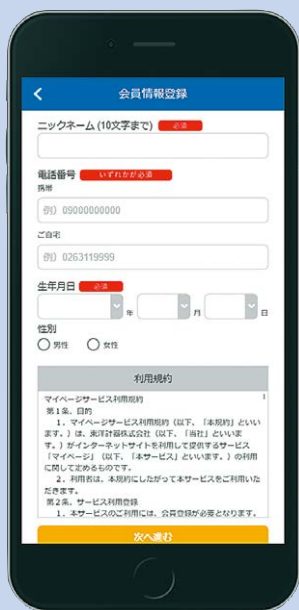 会員情報登録
ニックネーム (10文字まで) 必須
電話番号 いずれかが必須
携帯
例）09000000000
ご自宅
例）0263119999
生年月日 必須
年 月 日
性別
男性 女性
利用規約
マイページサービス利用規約
第1条、目的
1．マイページサービス利用規約（以下、「本規約」といい
ます。）は、東洋計器株式会社（以下、「当社」といいま
す。）がインターネットサイトを利用して提供するサービス
「マイページ」（以下、「本サービス」といいます。）の利用
に関して定めるものです。
2．利用者は、本規約にしたがって本サービスをご利用いた
だきます。
第2条、サービス利用登録
1．本サービスのご利用には、会員登録が必要となります。
次へ進む